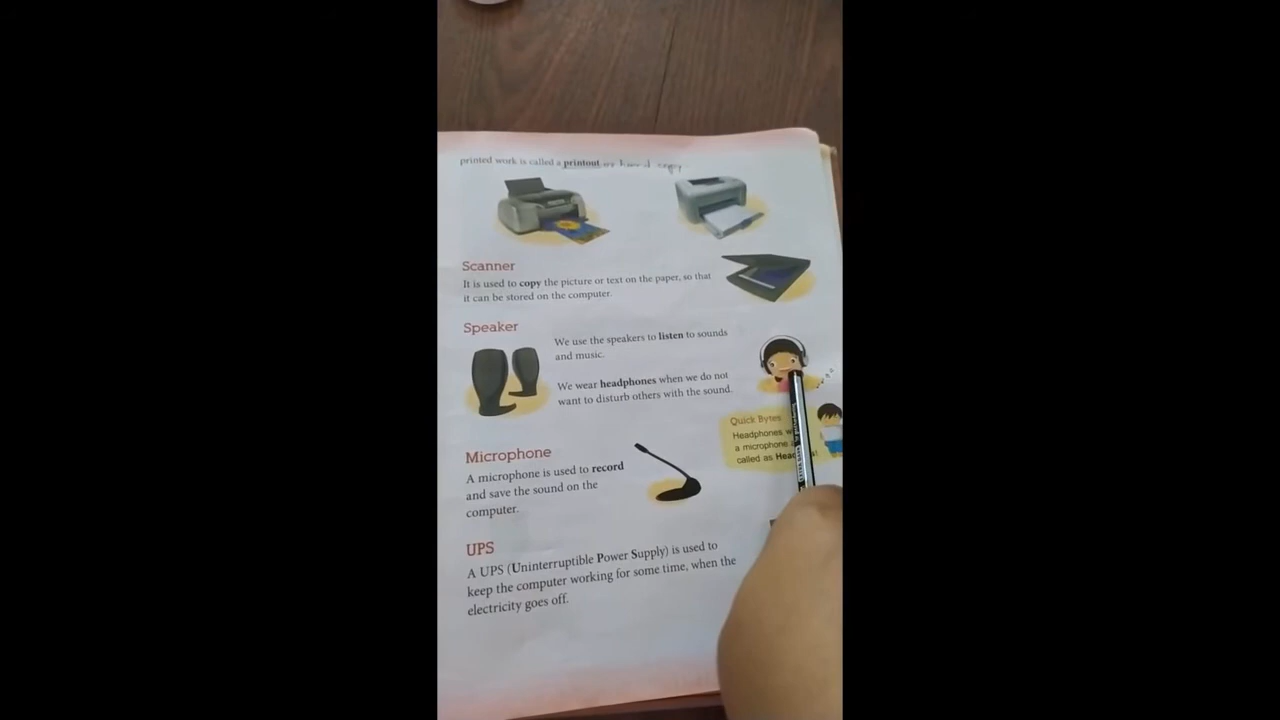 printed work is called a printout or hard copy
Scanner
It is used to copy the picture or text on the paper, so that
it can be stored on the computer.
Speaker
We use the speakers to listen to sounds
and music.
We wear headphones when we do not
want to disturb others with the sound.
Quick Bytes
Headphones
a microphone
called as
Microphone
A microphone is used to record
and save the sound on the
computer.
UPS
A UPS (Uninterruptible Power Supply) is used to
keep the computer working for some time, when the
electricity goes off.